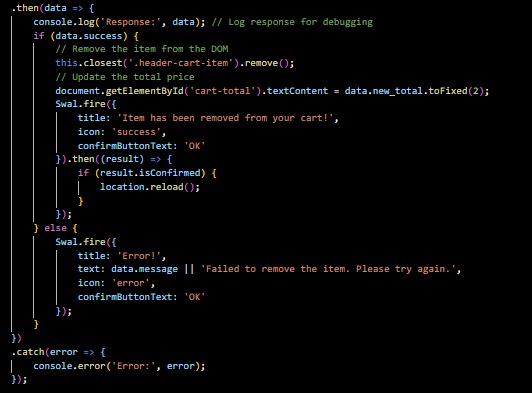 .then(data => {
    console.log('Response:', data); // Log response for debugging
    if (data.success) {
        // Remove the item from the DOM
        this.closest('.header-cart-item').remove();
        // Update the total price
        document.getElementById('cart-total').textContent = data.new_total.toFixed(2);
        Swal.fire({
            title: 'Item has been removed from your cart!',
            icon: 'success',
            confirmButtonText: 'OK'
        }).then((result) => {
            if (result.isConfirmed) {
                location.reload();
            }
        });
    } else {
        Swal.fire({
            title: 'Error!',
            text: data.message || 'Failed to remove the item. Please try again.',
            icon: 'error',
            confirmButtonText: 'OK'
        });
    }
})
.catch(error => {
    console.error('Error:', error);
});